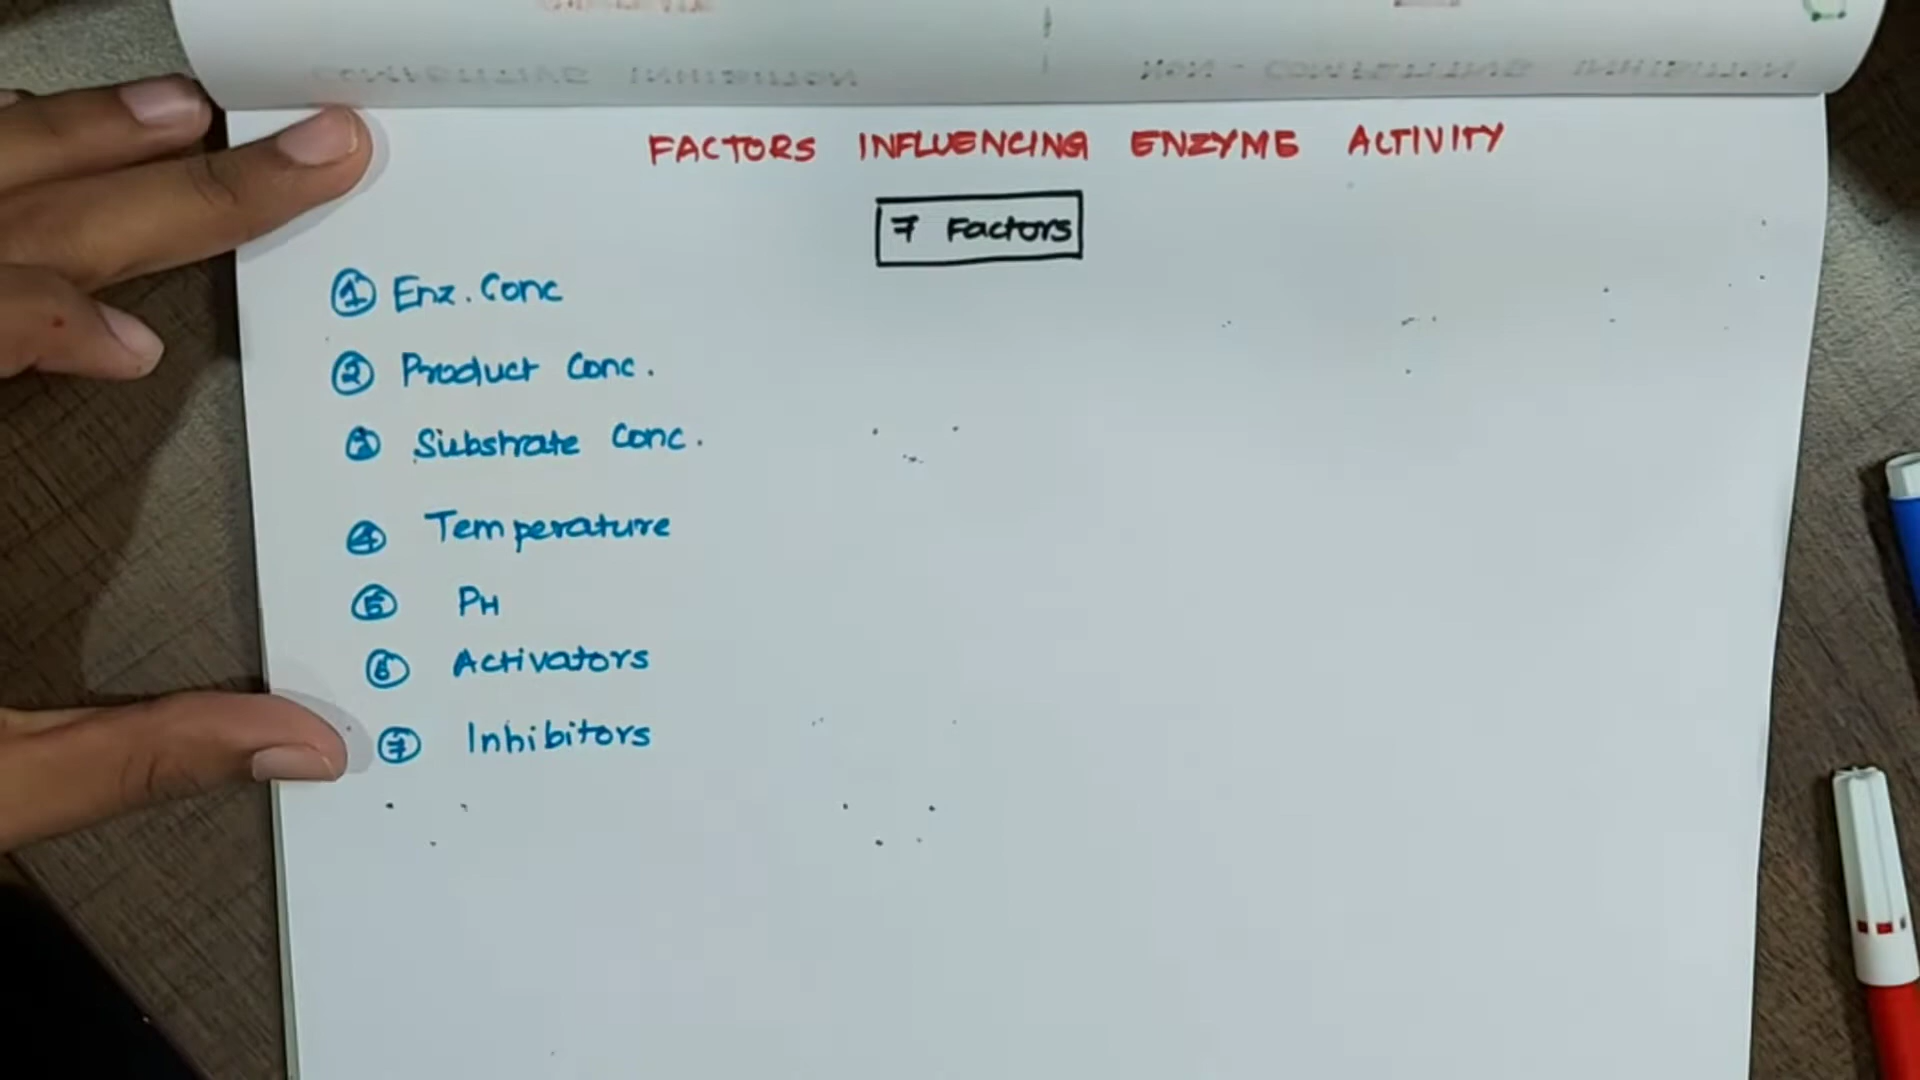 FACTORS INFLUENCING ENZYME ACTIVITY
7 Factors
1 Enz. Conc
2 Product Conc.
3 Substrate Conc.
4 Temperature
5 PH
6 Activators
7 Inhibitors